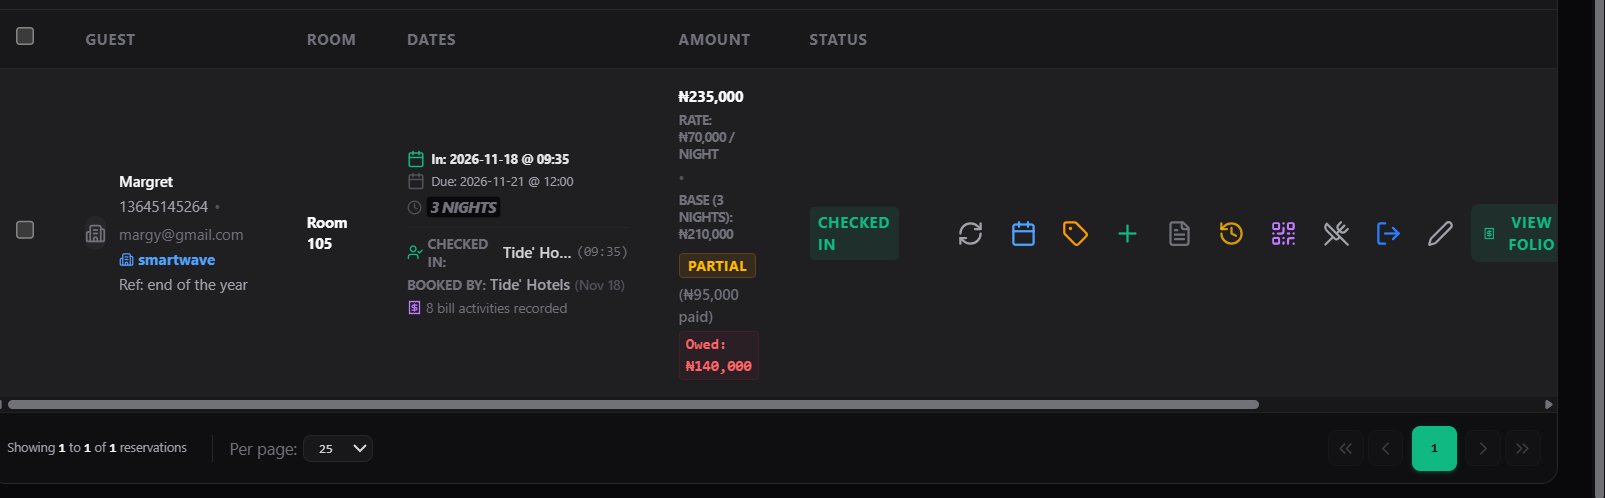 GUEST ROOM DATES AMOUNT STATUS
Margret
13645145264 •
margy@gmail.com
smartwave
Ref: end of the year
Room
105
In: 2026-11-18 @ 09:35
Due: 2026-11-21 @ 12:00
3 NIGHTS
CHECKED
IN:
Tide' Ho... (09:35)
BOOKED BY: Tide' Hotels (Nov 18)
8 bill activities recorded
₦235,000
RATE:
₦70,000 /
NIGHT
•
BASE (3
NIGHTS):
₦210,000
PARTIAL
(₦95,000
paid)
Owed:
₦140,000
CHECKED
IN
VIEW
FOLIO
Showing 1 to 1 of 1 reservations
Per page: 25
1